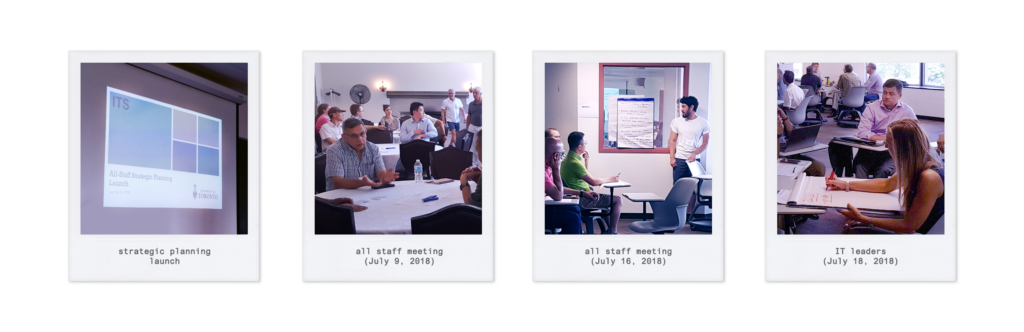 ITS
All-Staff Strategic Planning
Launch
TORONTO
strategic planning
launch
all staff meeting
(July 9, 2018)
all staff meeting
(July 16, 2018)
IT leaders
(July 18, 2018)